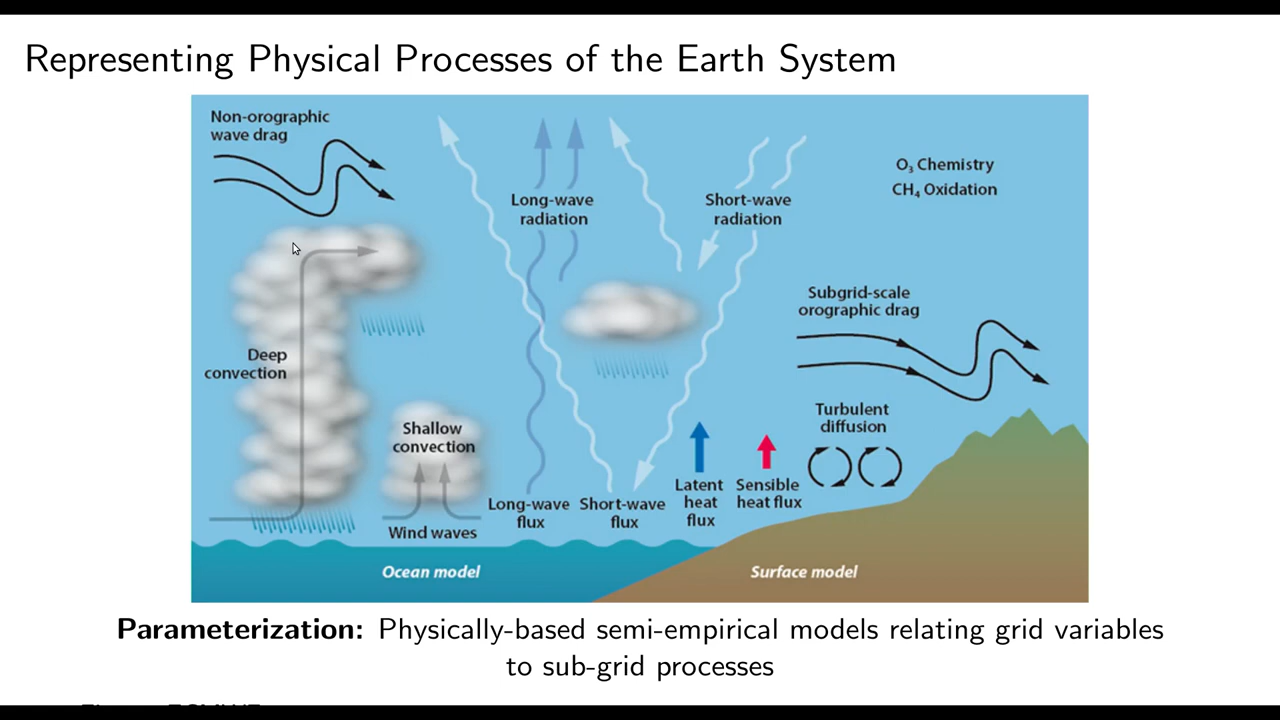 Representing Physical Processes of the Earth System
Non-orographic
wave drag
Long-wave
radiation
Short-wave
radiation
O₃ Chemistry
CH₄ Oxidation
Subgrid-scale
orographic drag
Deep
convection
Shallow
convection
Turbulent
diffusion
Long-wave
flux
Short-wave
flux
Latent
heat
flux
Sensible
heat flux
Wind waves
Ocean model
Surface model
Parameterization: Physically-based semi-empirical models relating grid variables
to sub-grid processes